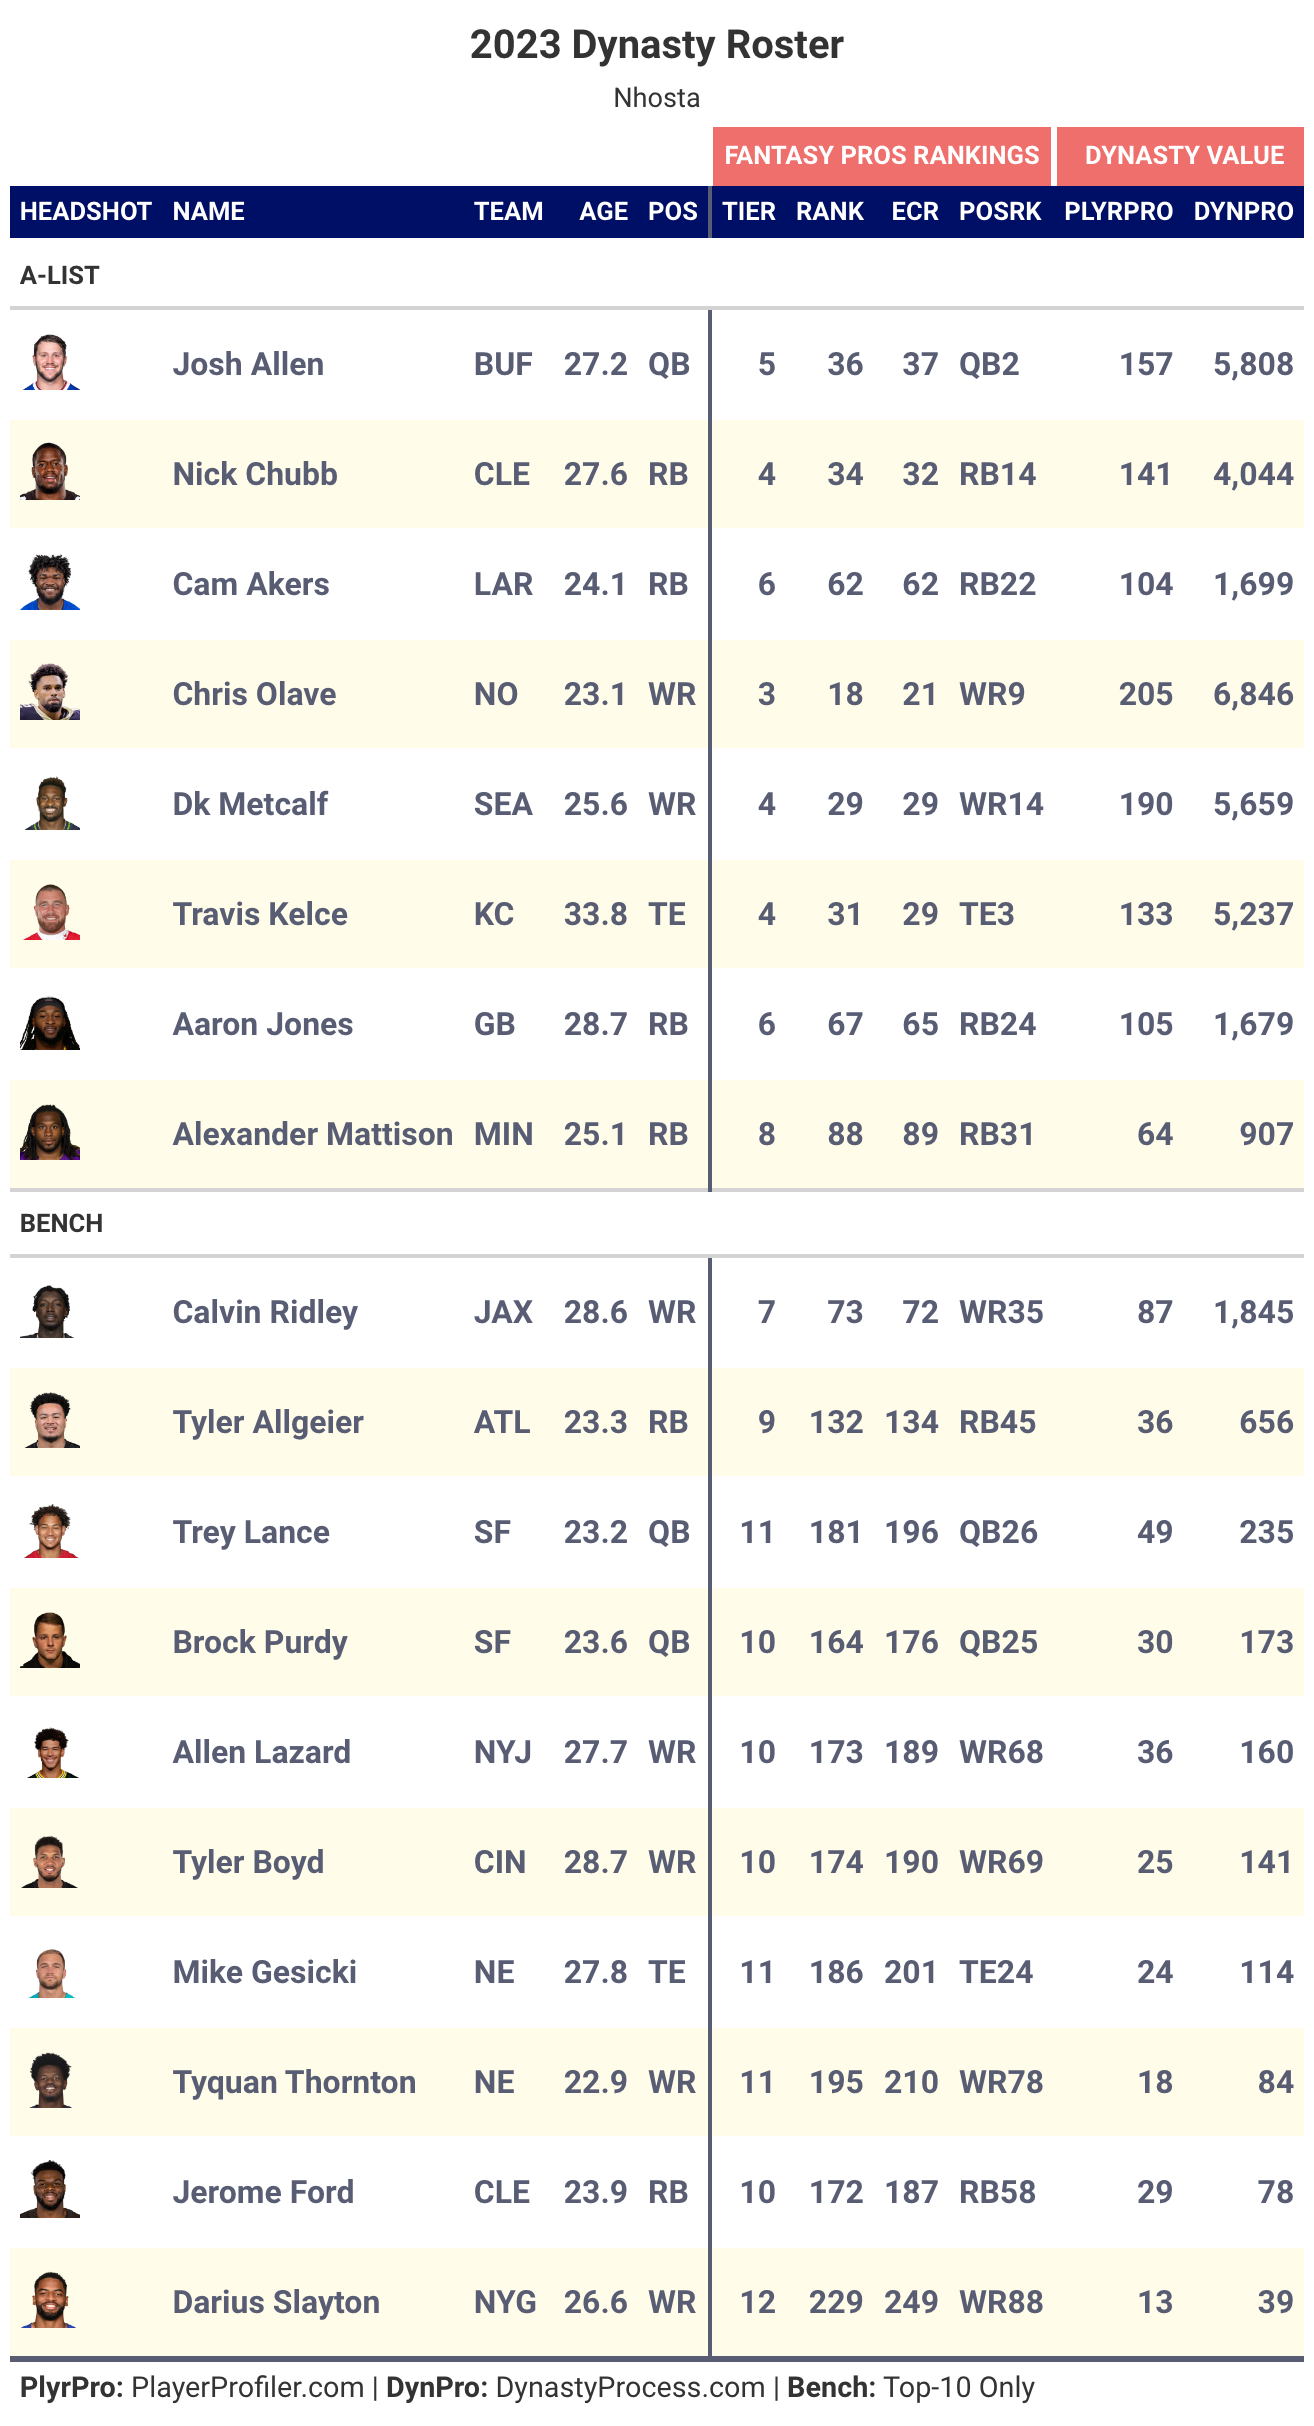 2023 Dynasty Roster
Nhosta
FANTASY PROS RANKINGS DYNASTY VALUE
HEADSHOT NAME TEAM AGE POS TIER RANK ECR POSRK PLYRPRO DYNPRO
A-LIST
Josh Allen BUF 27.2 QB 5 36 37 QB2 157 5,808
Nick Chubb CLE 27.6 RB 4 34 32 RB14 141 4,044
Cam Akers LAR 24.1 RB 6 62 62 RB22 104 1,699
Chris Olave NO 23.1 WR 3 18 21 WR9 205 6,846
Dk Metcalf SEA 25.6 WR 4 29 29 WR14 190 5,659
Travis Kelce KC 33.8 TE 4 31 29 TE3 133 5,237
Aaron Jones GB 28.7 RB 6 67 65 RB24 105 1,679
Alexander Mattison MIN 25.1 RB 8 88 89 RB31 64 907
BENCH
Calvin Ridley JAX 28.6 WR 7 73 72 WR35 87 1,845
Tyler Allgeier ATL 23.3 RB 9 132 134 RB45 36 656
Trey Lance SF 23.2 QB 11 181 196 QB26 49 235
Brock Purdy SF 23.6 QB 10 164 176 QB25 30 173
Allen Lazard NYJ 27.7 WR 10 173 189 WR68 36 160
Tyler Boyd CIN 28.7 WR 10 174 190 WR69 25 141
Mike Gesicki NE 27.8 TE 11 186 201 TE24 24 114
Tyquan Thornton NE 22.9 WR 11 195 210 WR78 18 84
Jerome Ford CLE 23.9 RB 10 172 187 RB58 29 78
Darius Slayton NYG 26.6 WR 12 229 249 WR88 13 39
PlyrPro: PlayerProfiler.com | DynPro: DynastyProcess.com | Bench: Top-10 Only